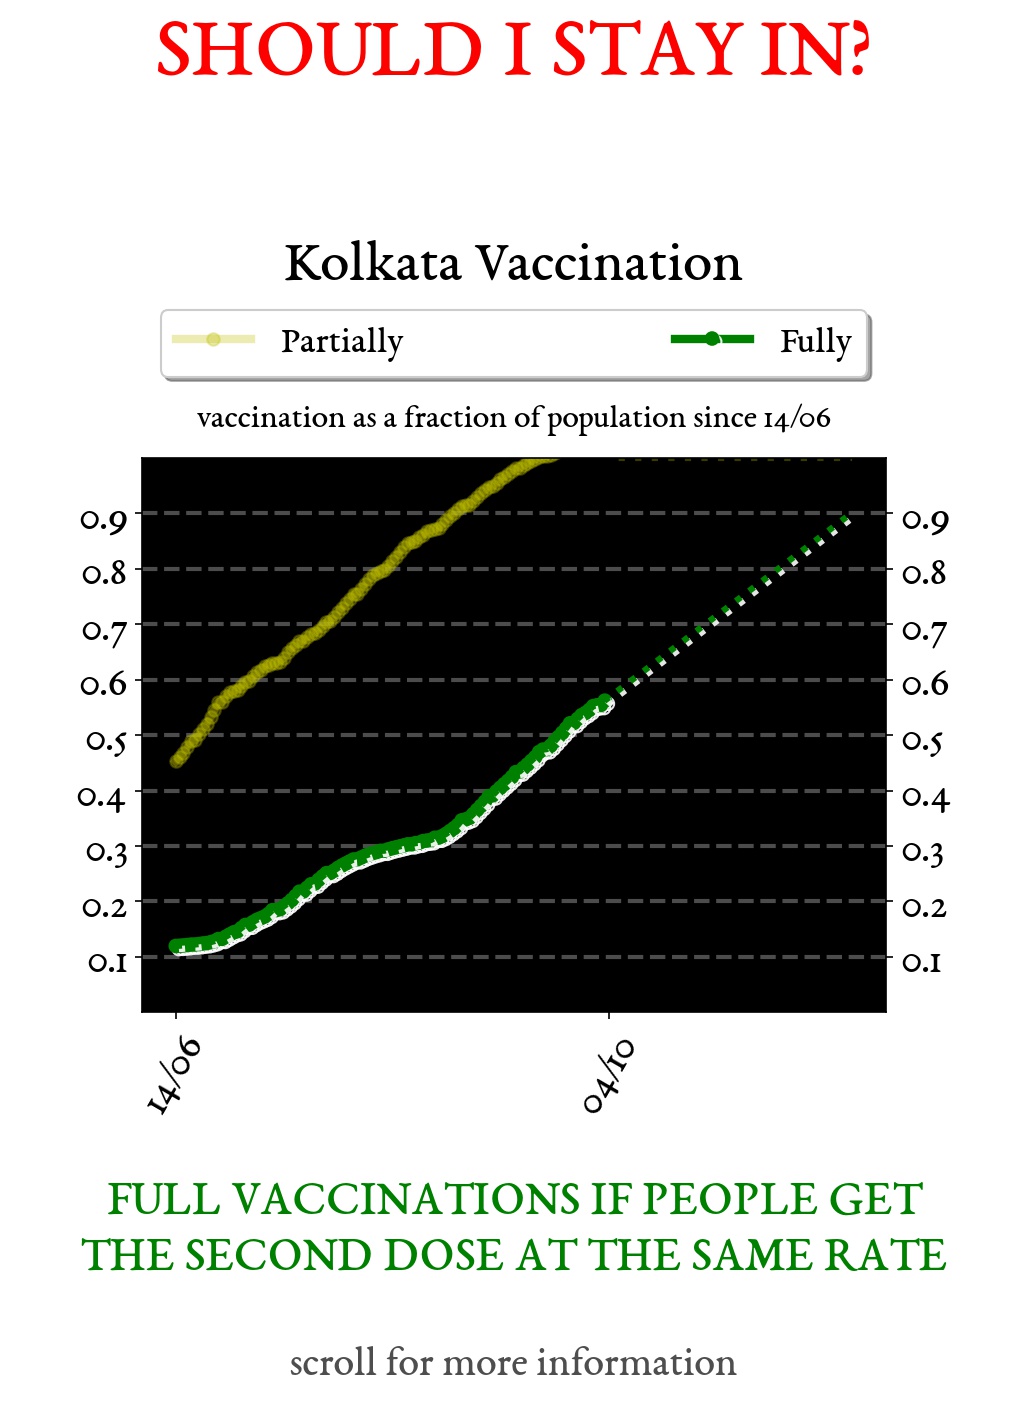 SHOULD I STAY IN?
Kolkata Vaccination
Partially
Fully
vaccination as a fraction of population since 14/06
0.9 0.9
0.8 0.8
0.7 0.7
0.6 0.6
0.5 0.5
0.4 0.4
0.3 0.3
0.2 0.2
0.1 0.1
14/06
04/10
FULL VACCINATIONS IF PEOPLE GET
THE SECOND DOSE AT THE SAME RATE
scroll for more information